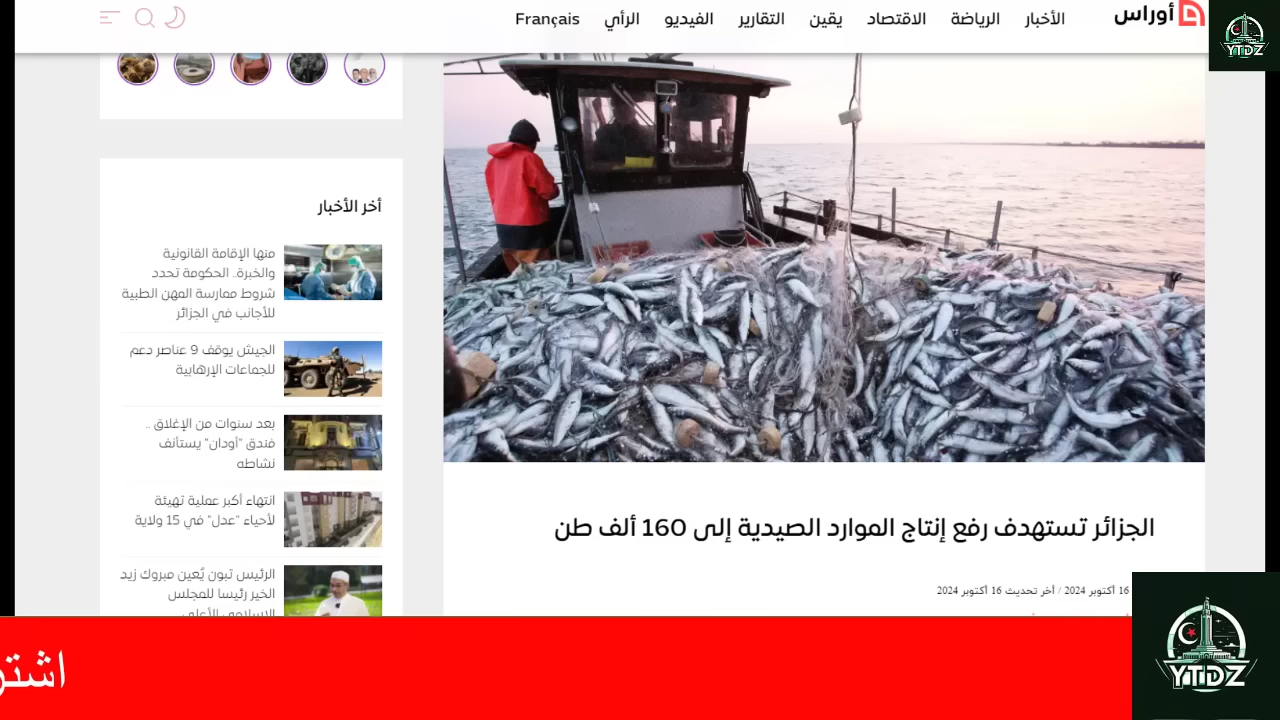 أوراس
الأخبار
الرياضة
الاقتصاد
يقين
التقارير
الفيديو
الرأي
Français
YTDZ
الجزائر تستهدف رفع إنتاج الموارد الصيدية إلى 160 ألف طن
16 أكتوبر 2024 / أخر تحديث 16 أكتوبر 2024
أخر الأخبار
منها الإقامة القانونية
والخبرة.. الحكومة تحدد
شروط ممارسة المهن الطبية
للأجانب في الجزائر
الجيش يوقف 9 عناصر دعم
للجماعات الإرهابية
بعد سنوات من الإغلاق ..
فندق "أودان" يستأنف
نشاطه
انتهاء أكبر عملية تهيئة
لأحياء "عدل" في 15 ولاية
الرئيس تبون يُعين مبروك زيد
الخير رئيسا للمجلس
الإسلامي الأعلى
YTDZ